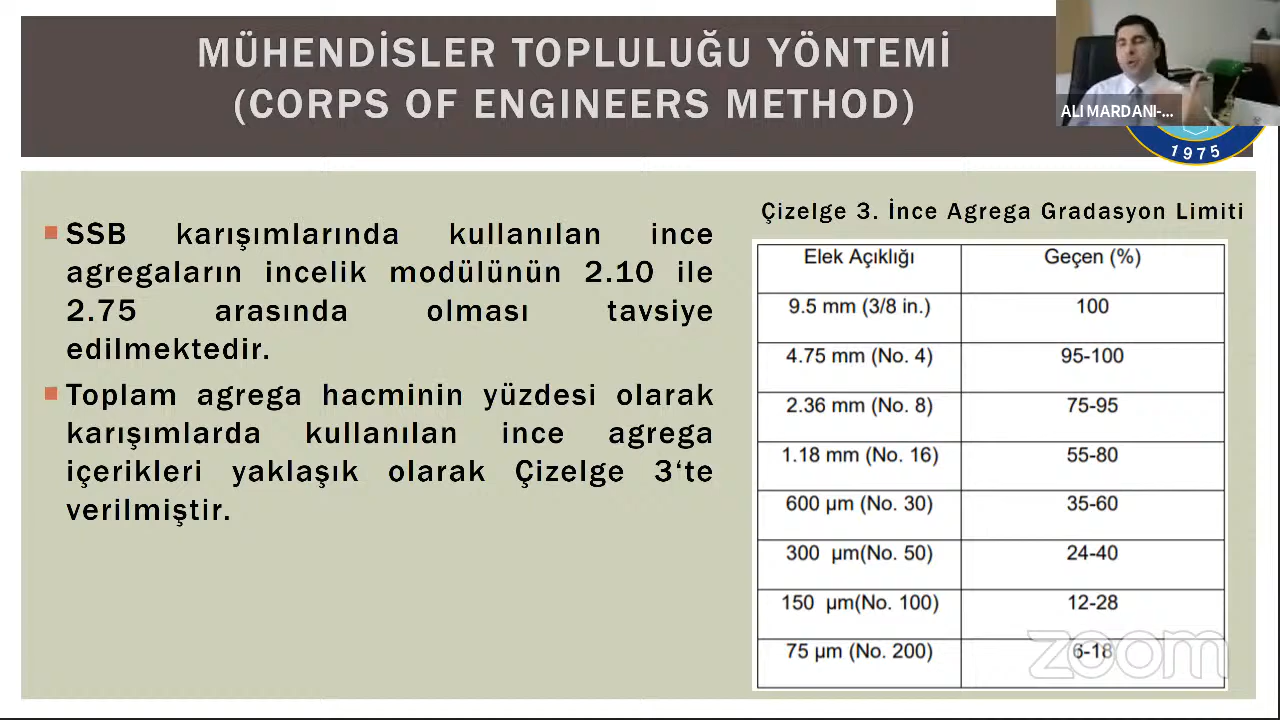 MÜHENDİSLER TOPLULUĞU YÖNTEMİ
(CORPS OF ENGINEERS METHOD)
ALI MARDANI-...
1975
SSB karışımlarında kullanılan ince
agregaların incelik modülünün 2.10 ile
2.75 arasında olması tavsiye
edilmektedir.
Toplam agrega hacminin yüzdesi olarak
karışımlarda kullanılan ince agrega
içerikleri yaklaşık olarak Çizelge 3‘te
verilmiştir.
Çizelge 3. İnce Agrega Gradasyon Limiti
Elek Açıklığı Geçen (%)
9.5 mm (3/8 in.) 100
4.75 mm (No. 4) 95-100
2.36 mm (No. 8) 75-95
1.18 mm (No. 16) 55-80
600 µm (No. 30) 35-60
300 µm(No. 50) 24-40
150 µm(No. 100) 12-28
75 µm (No. 200) 6-18
zoom